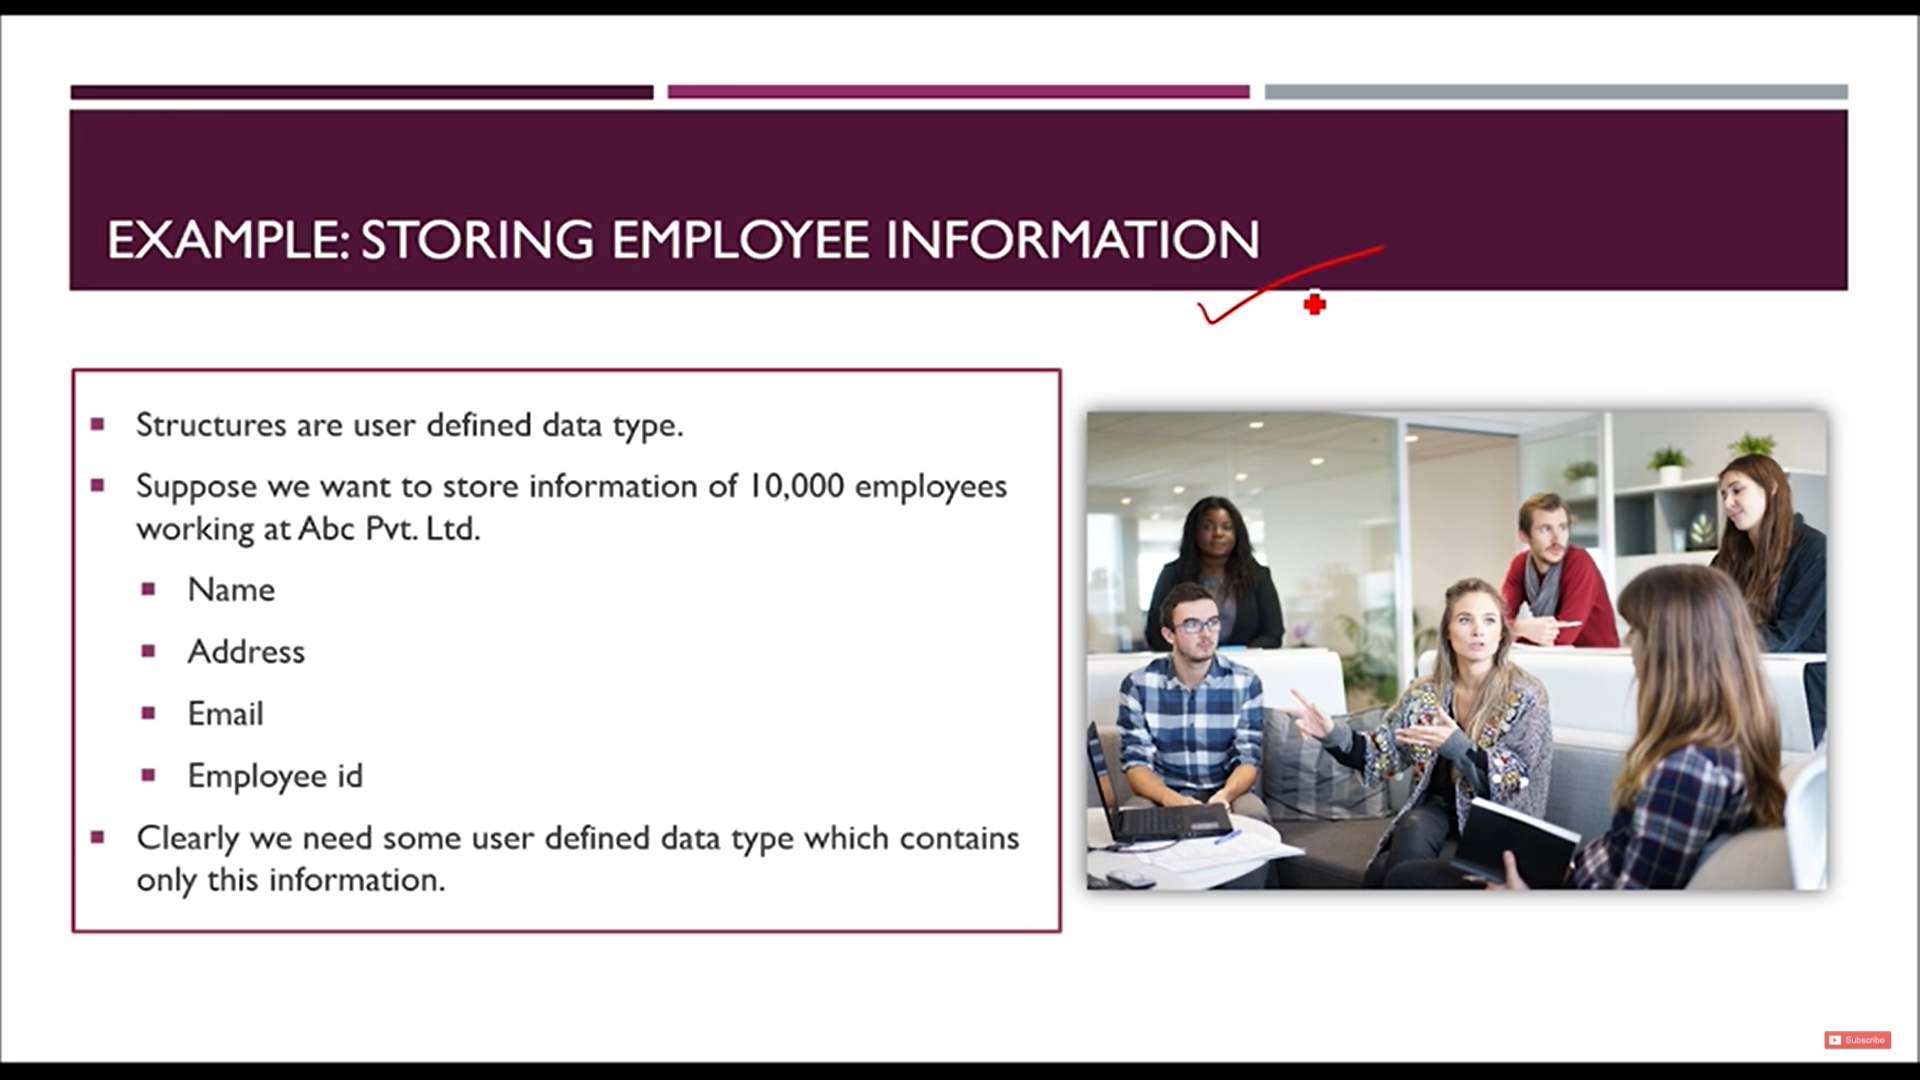 EXAMPLE: STORING EMPLOYEE INFORMATION
Structures are user defined data type.
Suppose we want to store information of 10,000 employees
working at Abc Pvt. Ltd.
Name
Address
Email
Employee id
Clearly we need some user defined data type which contains
only this information.
Subscribe